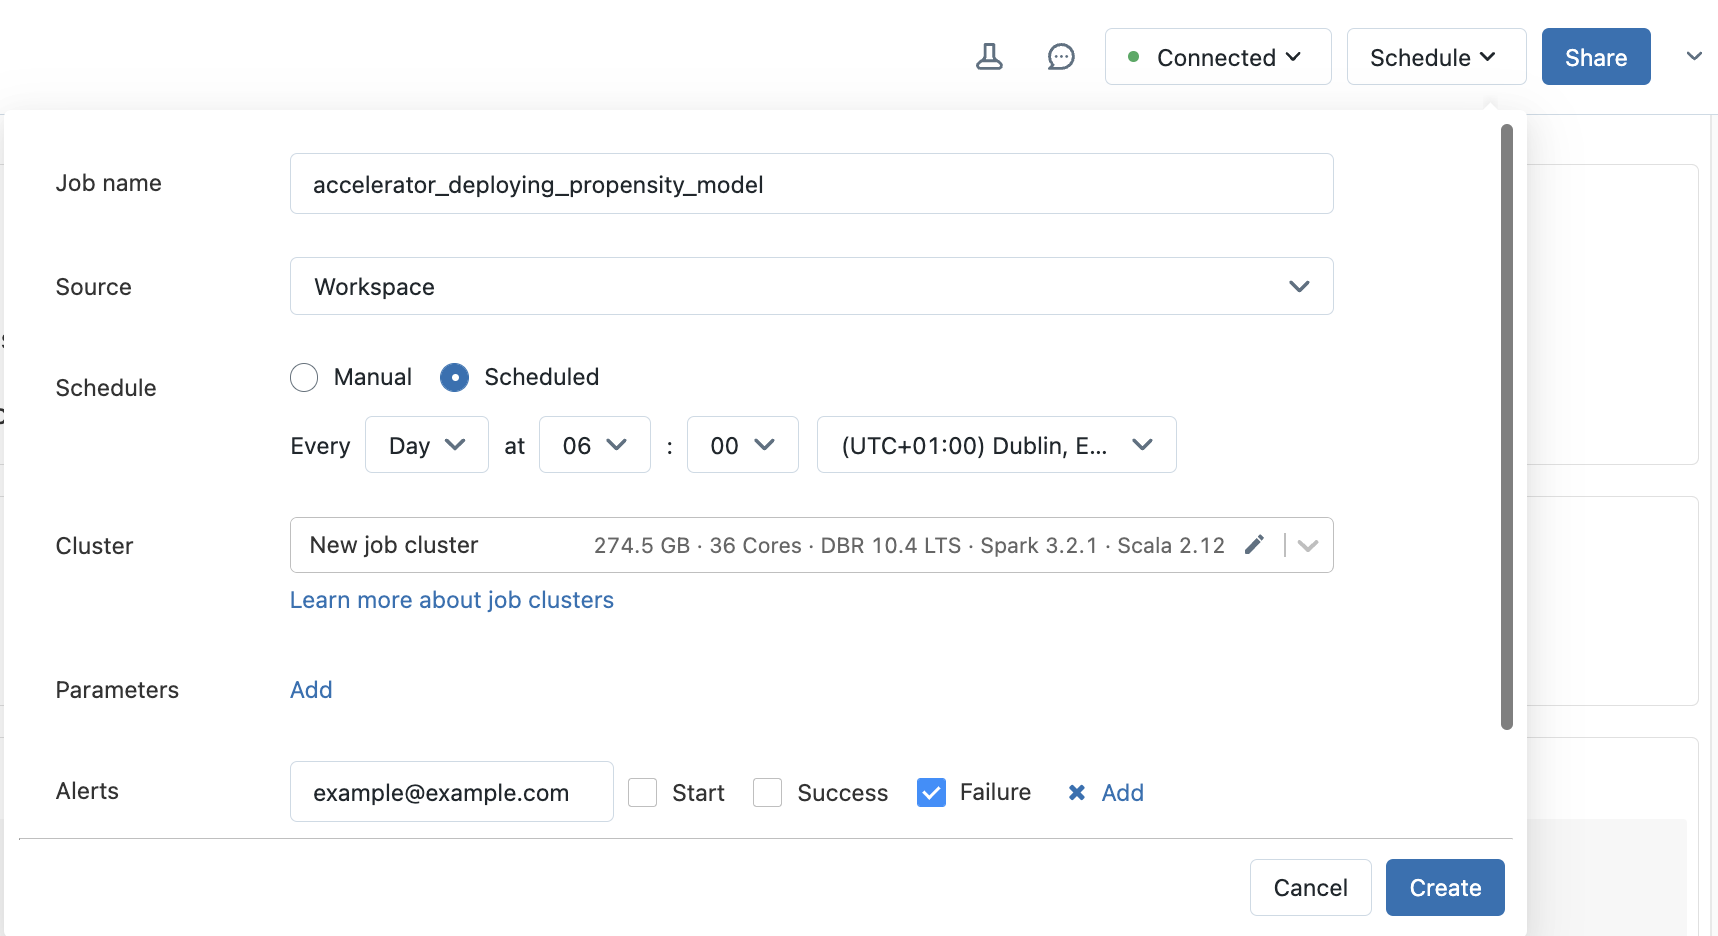 Connected
Schedule
Share
Job name
accelerator_deploying_propensity_model
Source
Workspace
Schedule
Manual
Scheduled
Every
Day
at
06
:
00
(UTC+01:00) Dublin, E...
Cluster
New job cluster
274.5 GB · 36 Cores · DBR 10.4 LTS · Spark 3.2.1 · Scala 2.12
Learn more about job clusters
Parameters
Add
Alerts
example@example.com
Start
Success
Failure
Add
Cancel
Create